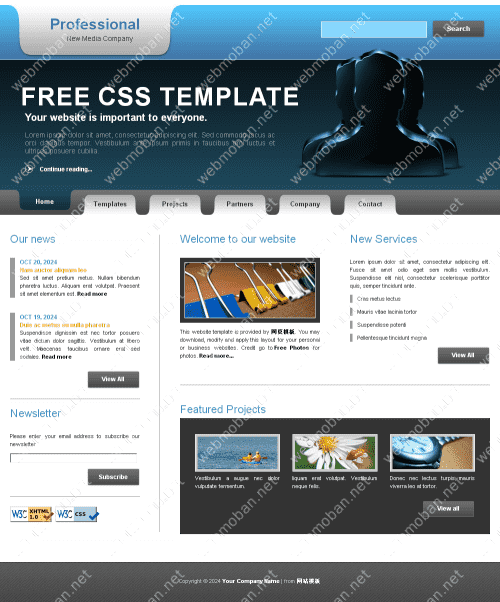 Professional
New Media Company
Search
FREE CSS TEMPLATE
Your website is important to everyone.
Lorem ipsum dolor sit amet, consectetur adipiscing elit. Sed commodo lacus ac
orci dapibus tempor. Vestibulum ante ipsum primis in faucibus orci luctus et
ultrices posuere cubilia.
Continue reading...
Home
Templates
Projects
Partners
Company
Contact
Our news
OCT 20, 2024
Nam auctor aliquam leo
Sed sit amet pretium metus. Nullam bibendum
pharetra luctus. Aliquam erat volutpat. Praesent
sit amet elementum est. Read more
OCT 19, 2024
Duis ac metus convallis pharetra
Suspendisse dignissim est nec tortor posuere
vitae dictum dolor sagittis. Vestibulum at libero
velit. Maecenas faucibus ornare erat sed
sodales. Read more
View All
Newsletter
Please enter your email address to subscribe our
newsletter
Subscribe
W3C XHTML 1.0
W3C CSS
Welcome to our website
This website template is provided by 网页模板. You may
download, modify and apply this layout for your personal
or business websites. Credit go to Free Photos for
photos. Read more...
New Services
Lorem ipsum dolor sit amet, consectetur adipiscing elit.
Fusce sit amet odio eget sem mollis vestibulum.
Suspendisse elit nisl, consectetur scelerisque porttitor
quis, semper tincidunt ante.
Cras metus lectus
Mauris vitae lacinia tortor
Suspendisse potenti
Pellentesque tincidunt magna
View All
Featured Projects
Vestibulum a augue nec dolor
vulputate fermentum.
liquam erat volutpat. Vestibulum
neque felis.
Donec nec lectus turpis mauris
viverra leo at tortor.
View all
Copyright © 2024 Your Company Name | from 网站模板
webmoban.net